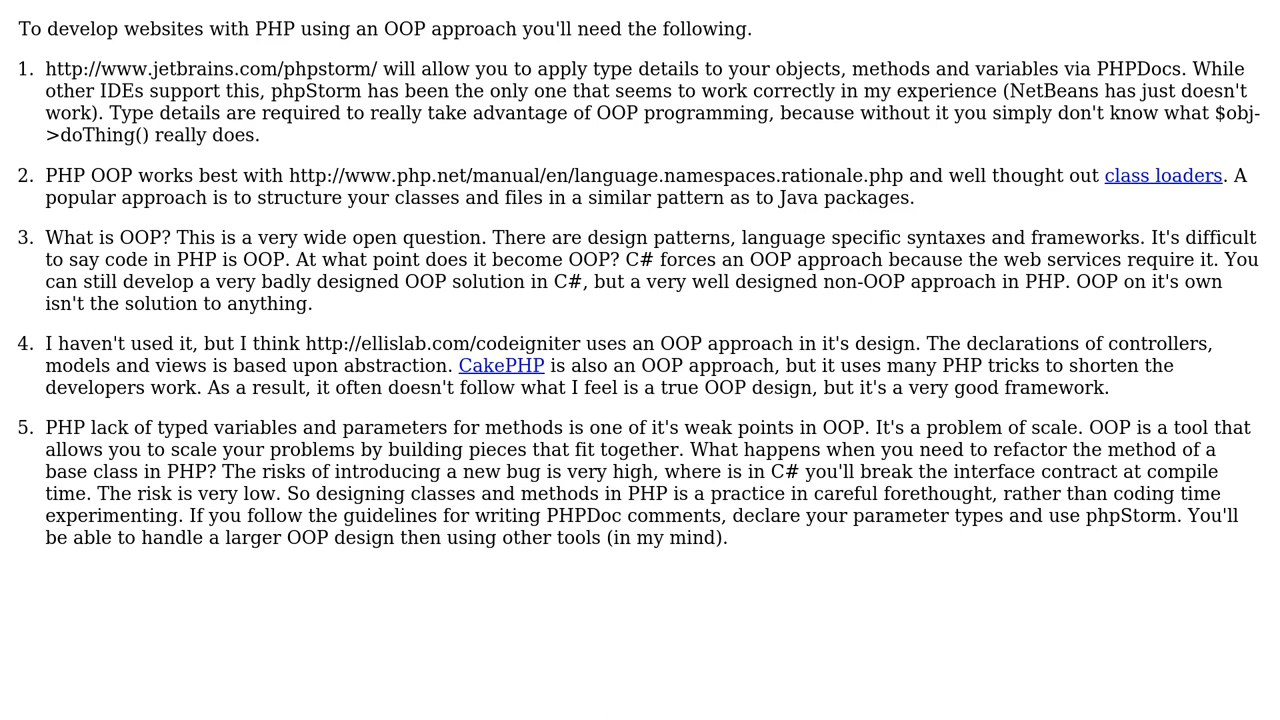 To develop websites with PHP using an OOP approach you'll need the following.
1. http://www.jetbrains.com/phpstorm/ will allow you to apply type details to your objects, methods and variables via PHPDocs. While
other IDEs support this, phpStorm has been the only one that seems to work correctly in my experience (NetBeans has just doesn't
work). Type details are required to really take advantage of OOP programming, because without it you simply don't know what $obj-
>doThing() really does.
2. PHP OOP works best with http://www.php.net/manual/en/language.namespaces.rationale.php and well thought out class loaders. A
popular approach is to structure your classes and files in a similar pattern as to Java packages.
3. What is OOP? This is a very wide open question. There are design patterns, language specific syntaxes and frameworks. It's difficult
to say code in PHP is OOP. At what point does it become OOP? C# forces an OOP approach because the web services require it. You
can still develop a very badly designed OOP solution in C#, but a very well designed non-OOP approach in PHP. OOP on it's own
isn't the solution to anything.
4. I haven't used it, but I think http://ellislab.com/codeigniter uses an OOP approach in it's design. The declarations of controllers,
models and views is based upon abstraction. CakePHP is also an OOP approach, but it uses many PHP tricks to shorten the
developers work. As a result, it often doesn't follow what I feel is a true OOP design, but it's a very good framework.
5. PHP lack of typed variables and parameters for methods is one of it's weak points in OOP. It's a problem of scale. OOP is a tool that
allows you to scale your problems by building pieces that fit together. What happens when you need to refactor the method of a
base class in PHP? The risks of introducing a new bug is very high, where is in C# you'll break the interface contract at compile
time. The risk is very low. So designing classes and methods in PHP is a practice in careful forethought, rather than coding time
experimenting. If you follow the guidelines for writing PHPDoc comments, declare your parameter types and use phpStorm. You'll
be able to handle a larger OOP design then using other tools (in my mind).